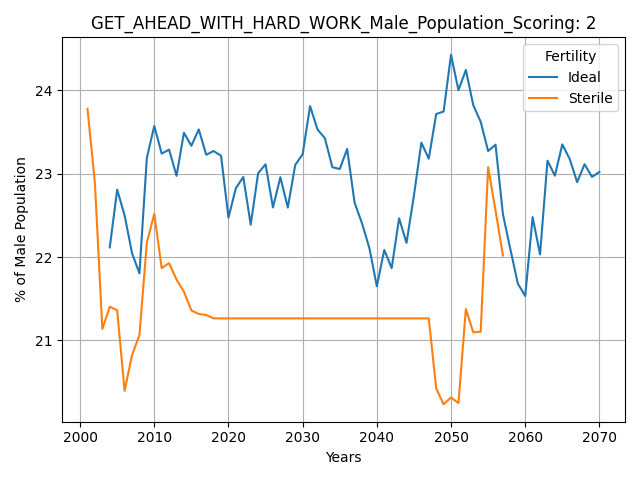 GET_AHEAD_WITH_HARD_WORK_Male_Population_Scoring: 2
Fertility
Ideal
Sterile
% of Male Population
24
23
22
21
2000 2010 2020 2030 2040 2050 2060 2070
Years